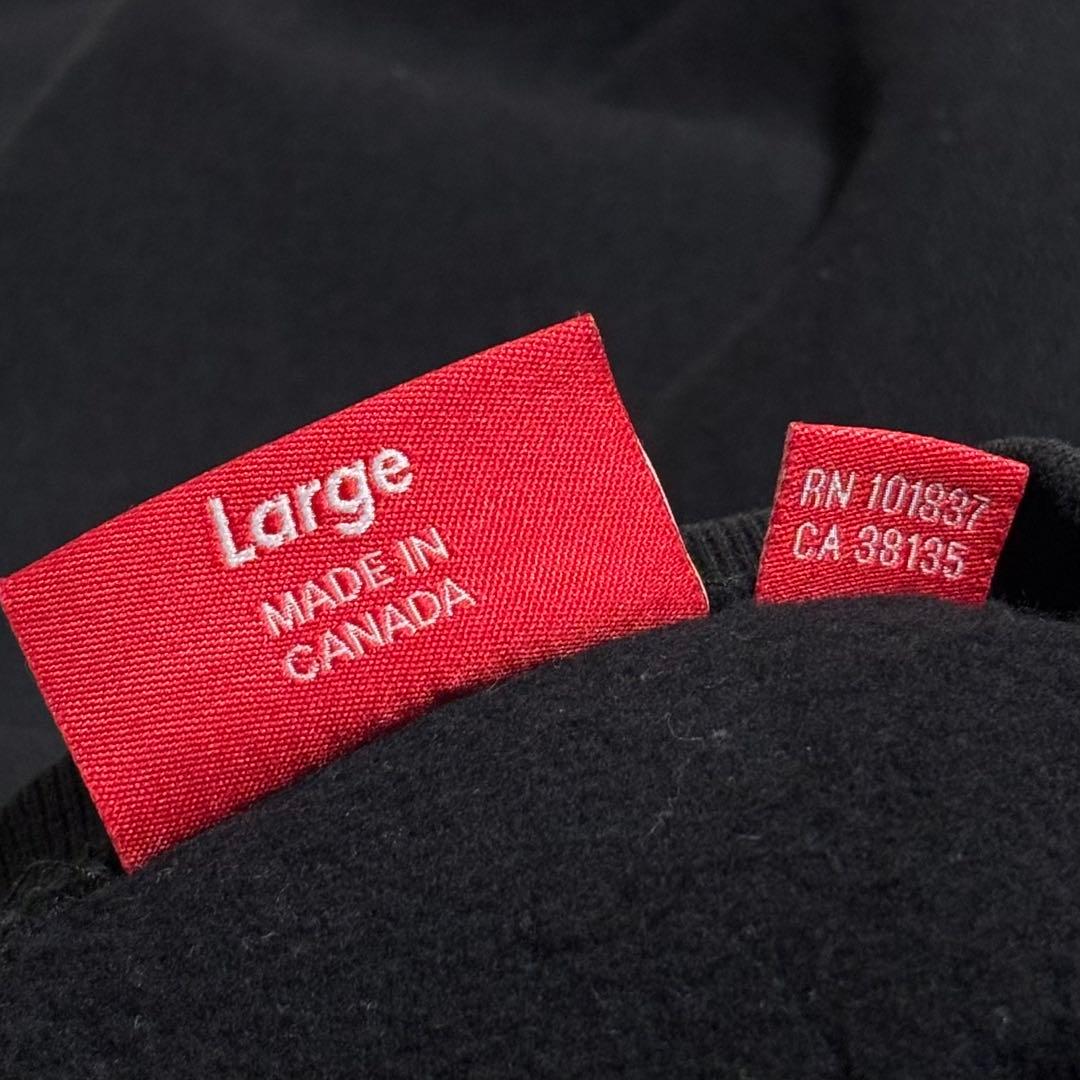 Large
MADE IN
CANADA
RN 101837
CA 38135